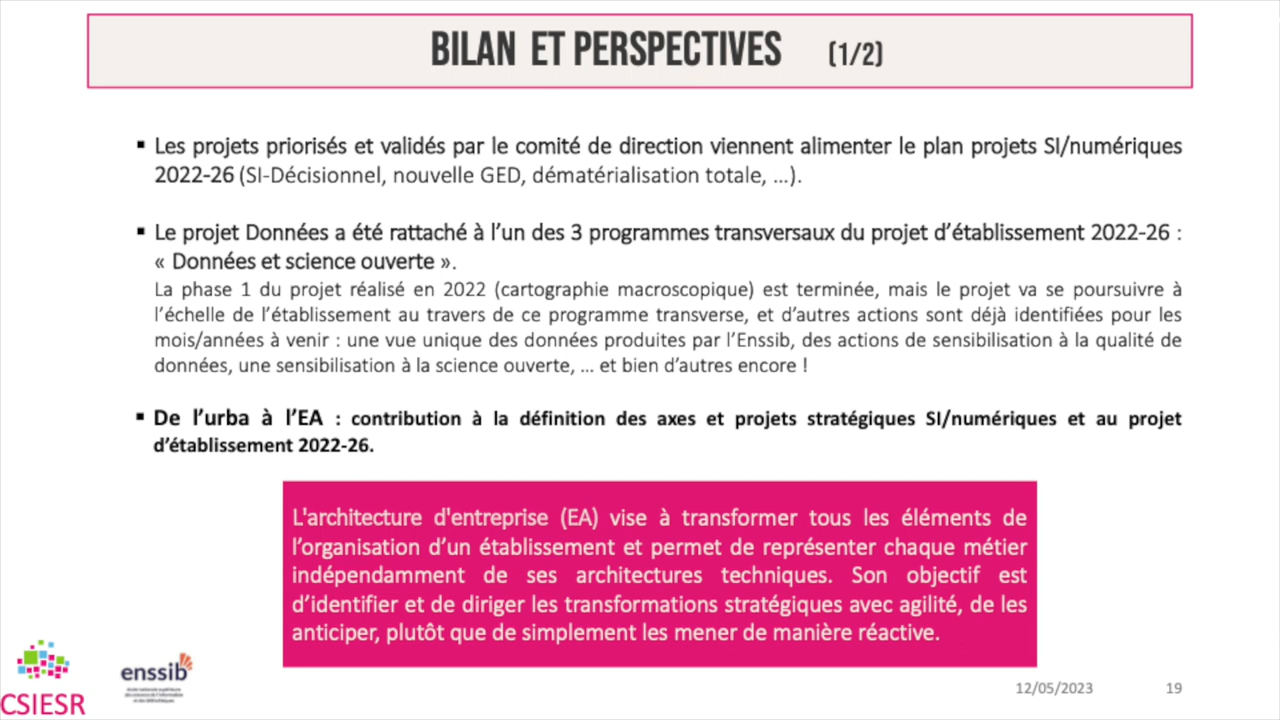 BILAN ET PERSPECTIVES (1/2)
▪ Les projets priorisés et validés par le comité de direction viennent alimenter le plan projets SI/numériques
2022-26 (SI-Décisionnel, nouvelle GED, dématérialisation totale, …).
▪ Le projet Données a été rattaché à l’un des 3 programmes transversaux du projet d’établissement 2022-26 :
« Données et science ouverte ».
La phase 1 du projet réalisé en 2022 (cartographie macroscopique) est terminée, mais le projet va se poursuivre à
l’échelle de l’établissement au travers de ce programme transverse, et d’autres actions sont déjà identifiées pour les
mois/années à venir : une vue unique des données produites par l’Enssib, des actions de sensibilisation à la qualité de
données, une sensibilisation à la science ouverte, … et bien d’autres encore !
▪ De l’urba à l’EA : contribution à la définition des axes et projets stratégiques SI/numériques et au projet
d’établissement 2022-26.
L'architecture d'entreprise (EA) vise à transformer tous les éléments de
l’organisation d’un établissement et permet de représenter chaque métier
indépendamment de ses architectures techniques. Son objectif est
d’identifier et de diriger les transformations stratégiques avec agilité, de les
anticiper, plutôt que de simplement les mener de manière réactive.
CSIESR
enssib
école nationale supérieure
des sciences de l'information
et des bibliothèques
12/05/2023 19